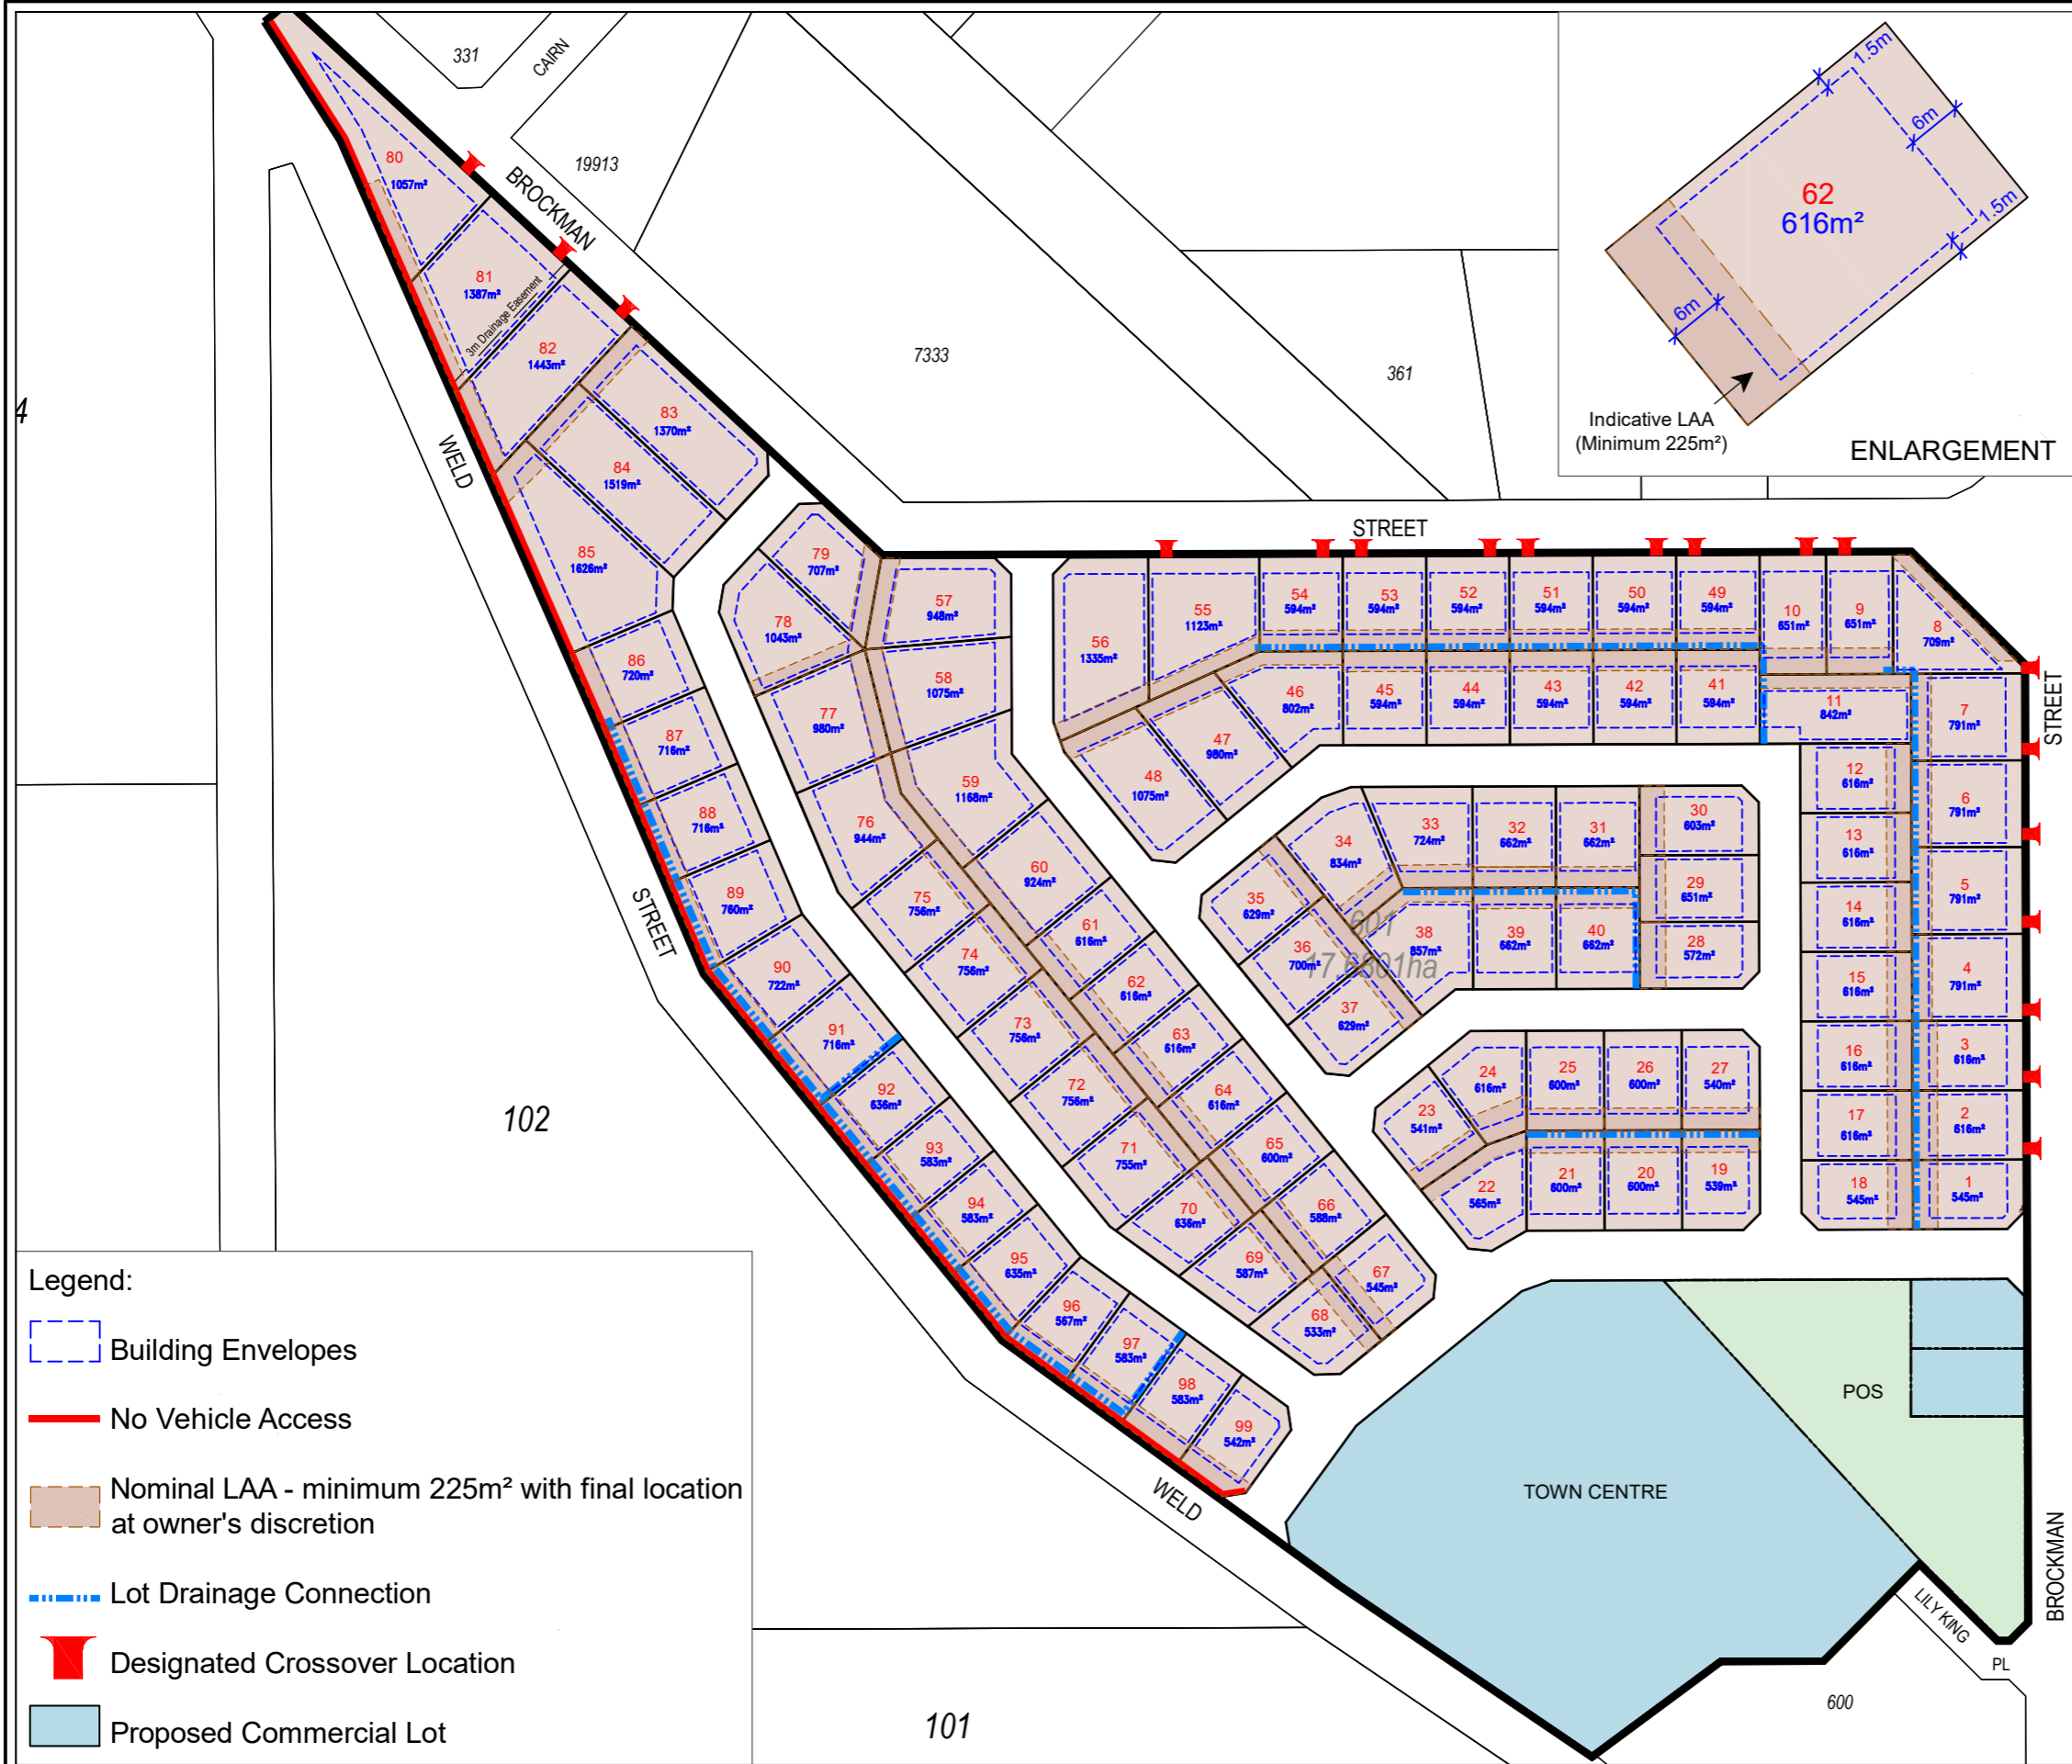 331
CAIRN
19913
BROCKMAN
7333
361
4
102
101
600
WELD
STREET
WELD
STREET
STREET
BROCKMAN
LILY KING
PL
3m Drainage Easement
601
17.6801ha
1.5m
6m
62
616m²
1.5m
6m
Indicative LAA
(Minimum 225m²)
ENLARGEMENT
80
1057m²
81
1387m²
82
1443m²
83
1370m²
84
1519m²
85
1626m²
86
720m²
87
716m²
88
716m²
89
760m²
90
722m²
91
716m²
92
636m²
93
583m²
94
583m²
95
635m²
96
567m²
97
583m²
98
583m²
99
542m²
79
707m²
78
1043m²
77
980m²
76
944m²
75
756m²
74
756m²
73
756m²
72
756m²
71
755m²
70
636m²
69
587m²
68
533m²
57
948m²
58
1075m²
59
1168m²
60
924m²
61
616m²
62
616m²
63
616m²
64
616m²
65
600m²
66
588m²
67
545m²
56
1335m²
55
1123m²
54
594m²
53
594m²
52
594m²
51
594m²
50
594m²
49
594m²
10
651m²
9
651m²
8
709m²
48
1075m²
47
980m²
46
802m²
45
594m²
44
594m²
43
594m²
42
594m²
41
594m²
11
842m²
7
791m²
12
616m²
6
791m²
13
616m²
5
791m²
14
616m²
4
791m²
15
616m²
3
616m²
16
616m²
2
616m²
17
616m²
1
545m²
18
545m²
35
629m²
34
834m²
33
724m²
32
662m²
31
662m²
30
603m²
29
651m²
28
572m²
36
700m²
37
629m²
38
857m²
39
662m²
40
662m²
23
541m²
24
616m²
25
600m²
26
600m²
27
540m²
22
565m²
21
600m²
20
600m²
19
539m²
POS
TOWN CENTRE
Legend:
Building Envelopes
No Vehicle Access
Nominal LAA - minimum 225m² with final location
at owner's discretion
Lot Drainage Connection
Designated Crossover Location
Proposed Commercial Lot